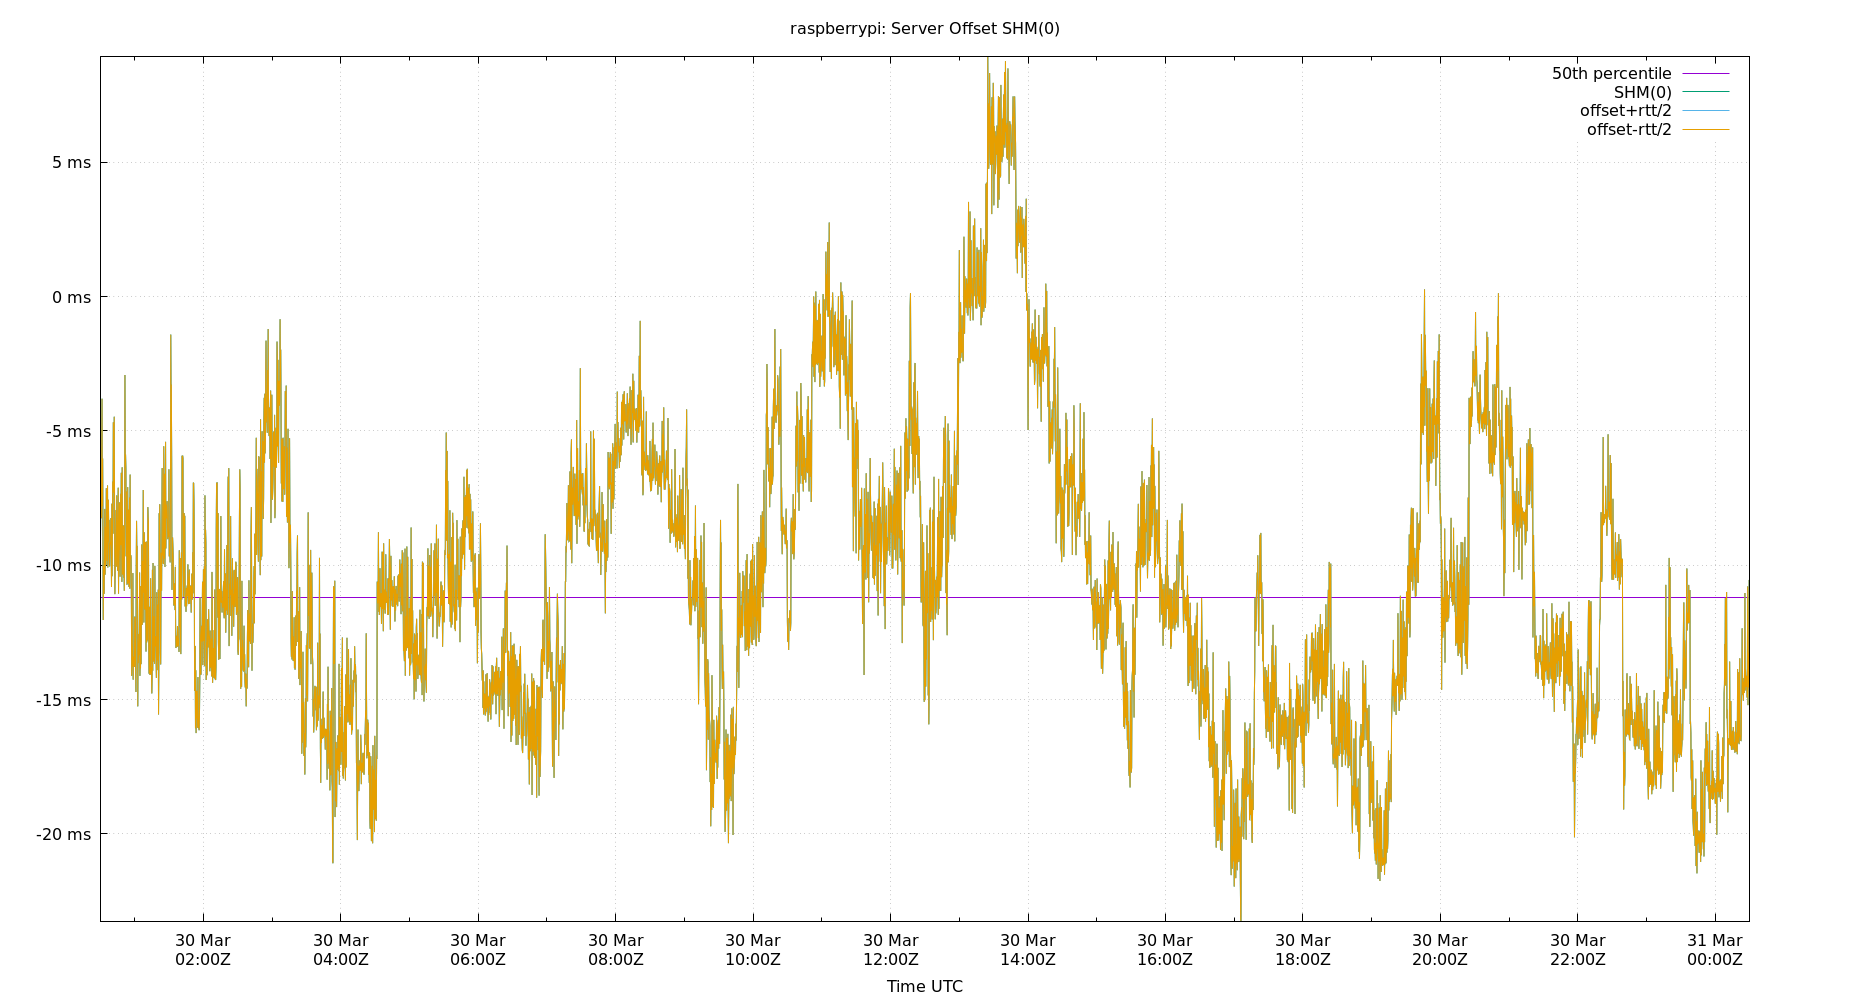 raspberrypi: Server Offset SHM(0)
50th percentile
SHM(0)
offset+rtt/2
offset-rtt/2
5 ms
0 ms
-5 ms
-10 ms
-15 ms
-20 ms
30 Mar 30 Mar 30 Mar 30 Mar 30 Mar 30 Mar 30 Mar 30 Mar 30 Mar 30 Mar 30 Mar 31 Mar
02:00Z 04:00Z 06:00Z 08:00Z 10:00Z 12:00Z 14:00Z 16:00Z 18:00Z 20:00Z 22:00Z 00:00Z
Time UTC